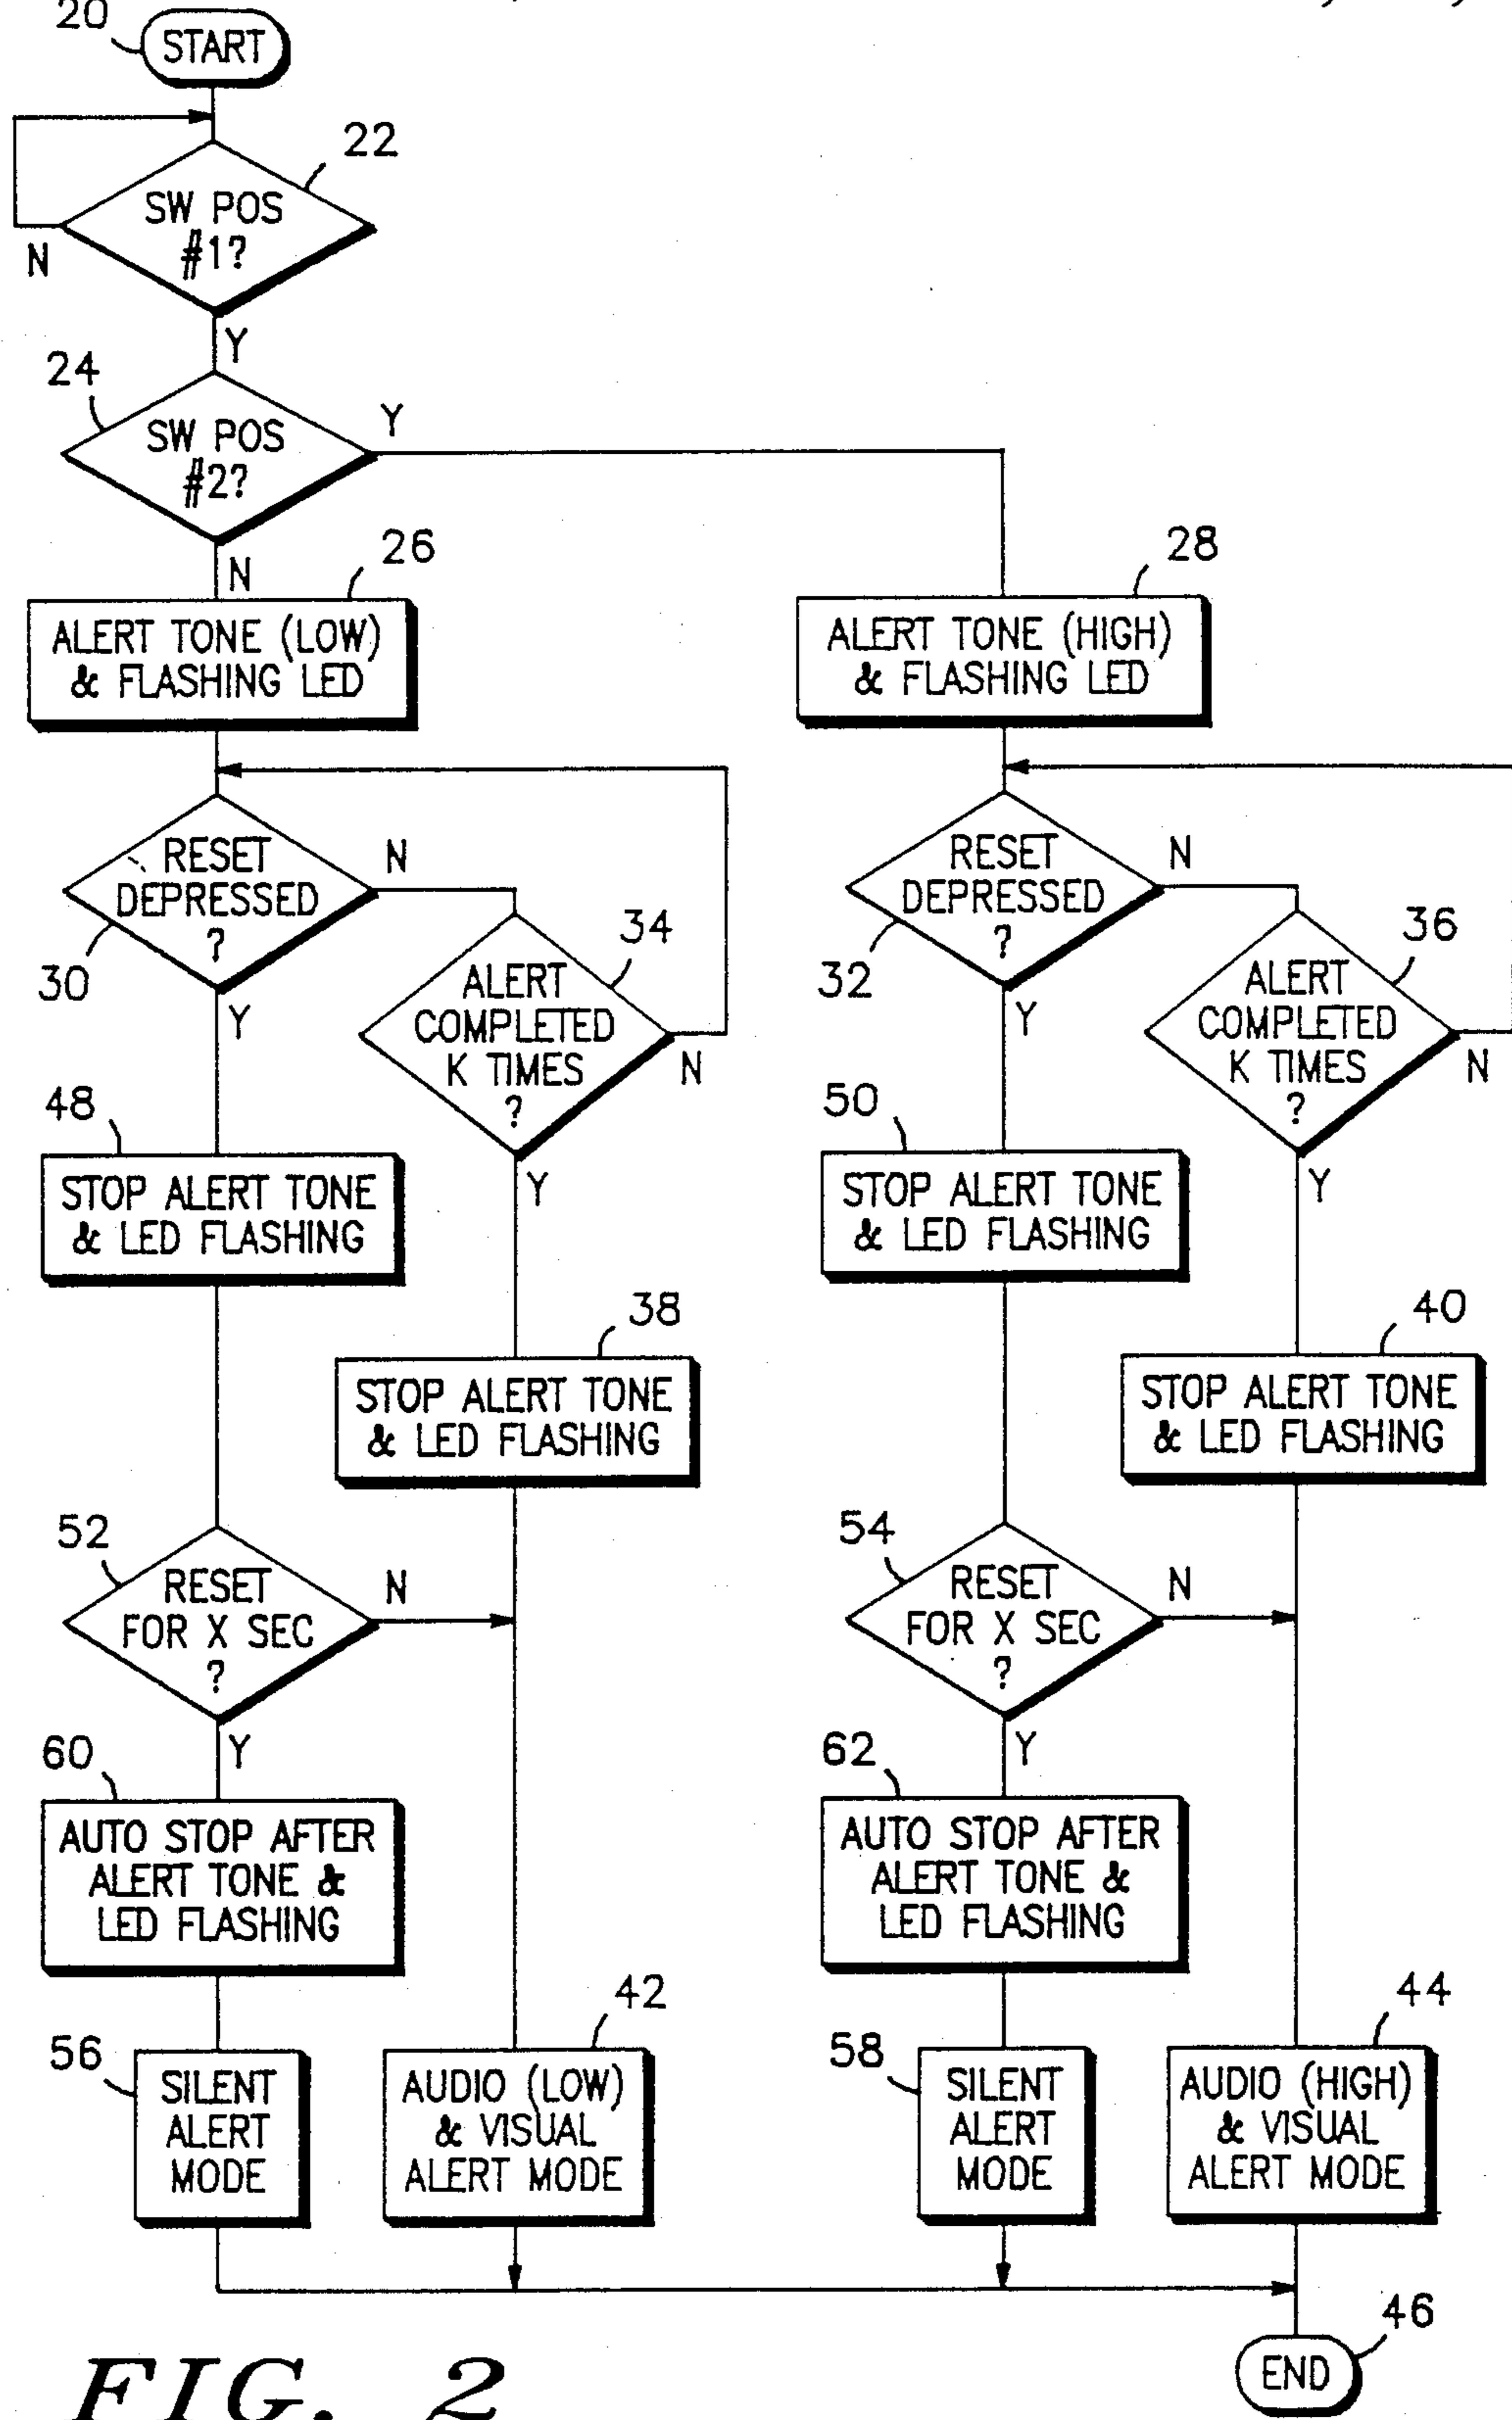 20
START
22
SW POS
#1?
N
Y
24
SW POS
#2?
Y
N
26
ALERT TONE (LOW)
& FLASHING LED
28
ALERT TONE (HIGH)
& FLASHING LED
RESET
DEPRESSED
?
30
N
Y
34
ALERT
COMPLETED
K TIMES
?
N
Y
RESET
DEPRESSED
?
32
N
Y
36
ALERT
COMPLETED
K TIMES
?
N
Y
48
STOP ALERT TONE
& LED FLASHING
38
STOP ALERT TONE
& LED FLASHING
50
STOP ALERT TONE
& LED FLASHING
40
STOP ALERT TONE
& LED FLASHING
52
RESET
FOR X SEC
?
N
Y
54
RESET
FOR X SEC
?
N
Y
60
AUTO STOP AFTER
ALERT TONE &
LED FLASHING
62
AUTO STOP AFTER
ALERT TONE &
LED FLASHING
56
SILENT
ALERT
MODE
42
AUDIO (LOW)
& VISUAL
ALERT MODE
58
SILENT
ALERT
MODE
44
AUDIO (HIGH)
& VISUAL
ALERT MODE
46
END
FIG. 2